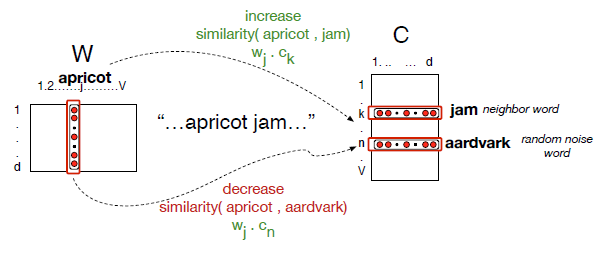 increase
similarity( apricot , jam)
wj . ck
W
C
apricot
1.2.......j.........V
1. .. ... d
1
.
.
.
d
“...apricot jam...”
1
.
k
.
n
.
V
jam neighbor word
aardvark random noise
word
decrease
similarity( apricot , aardvark)
wj . cn